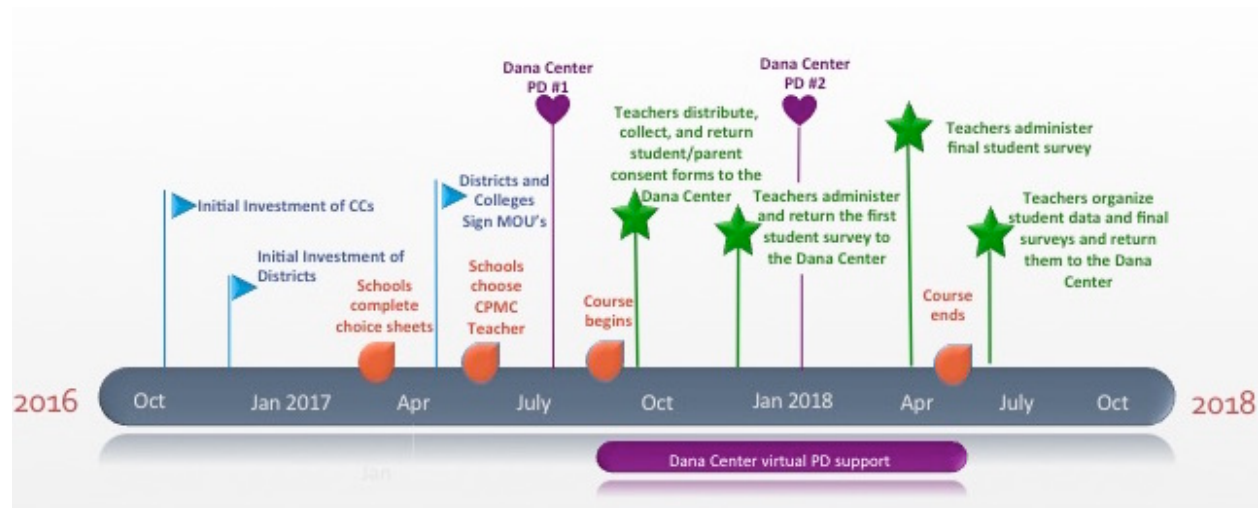 Dana Center
PD #1
Dana Center
PD #2
Teachers distribute,
collect, and return
student/parent
consent forms to the
Dana Center
Teachers administer
final student survey
Districts and
Colleges
Sign MOU's
Initial Investment of CCs
Teachers administer
and return the first
student survey to
the Dana Center
Teachers organize
student data and final
surveys and return
them to the Dana
Center
Initial Investment of
Districts
Schools
complete
choice sheets
Schools
choose
CPMC
Teacher
Course
begins
Course
ends
2016
Oct
Jan 2017
Apr
July
Oct
Jan 2018
Apr
July
Oct
2018
Dana Center virtual PD support
Jan